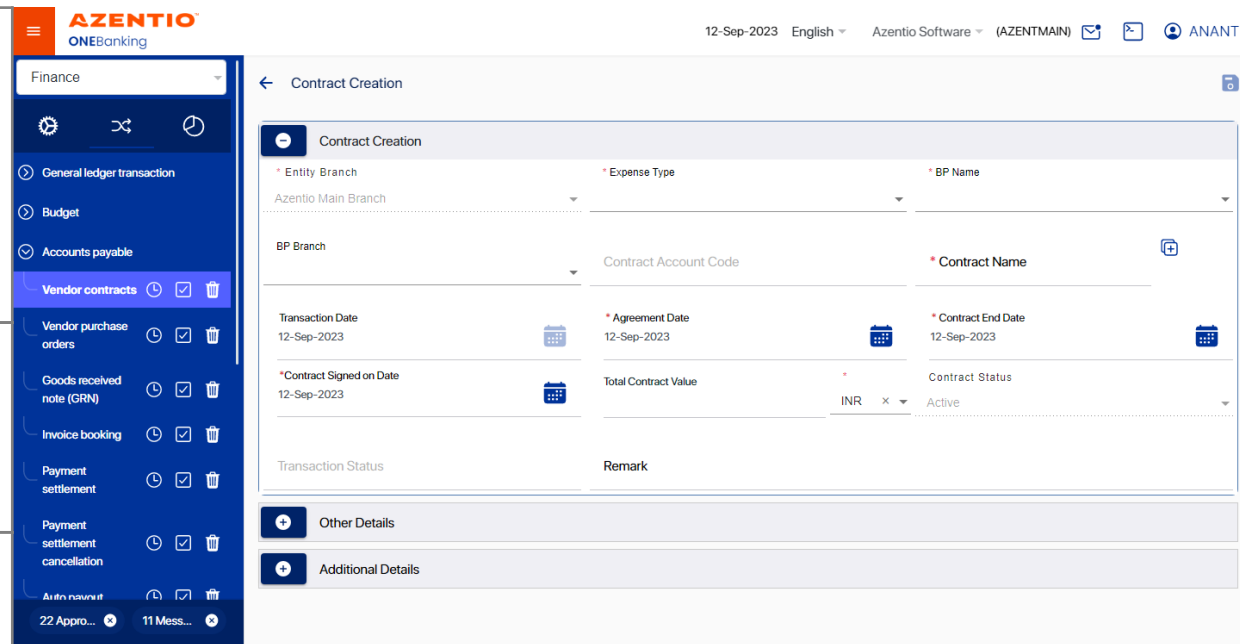 AZENTIO
ONEBanking
12-Sep-2023 English Azentio Software (AZENTMAIN) ANANT
Finance
General ledger transaction
Budget
Accounts payable
Vendor contracts
Vendor purchase
orders
Goods received
note (GRN)
Invoice booking
Payment
settlement
Payment
settlement
cancellation
Auto payout
22 Appro... 11 Mess...
Contract Creation
Contract Creation
* Entity Branch * Expense Type * BP Name
Azentio Main Branch
BP Branch
Contract Account Code * Contract Name
Transaction Date * Agreement Date * Contract End Date
12-Sep-2023 12-Sep-2023 12-Sep-2023
*Contract Signed on Date Total Contract Value * Contract Status
12-Sep-2023 INR × Active
Transaction Status Remark
Other Details
Additional Details